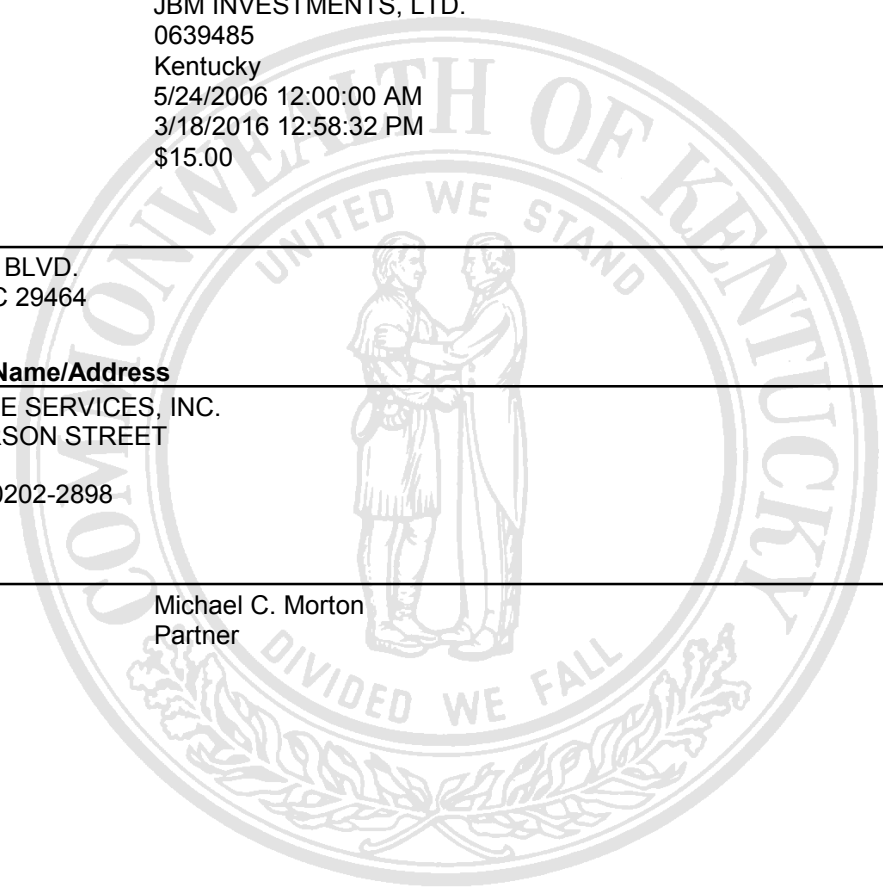 JBM INVESTMENTS, LTD.
0639485
Kentucky
5/24/2006 12:00:00 AM
3/18/2016 12:58:32 PM
$15.00
BLVD.
C 29464
Name/Address
E SERVICES, INC.
RSON STREET
0202-2898
Michael C. Morton
Partner
COMMONWEALTH OF KENTUCKY
UNITED WE STAND
DIVIDED WE FALL